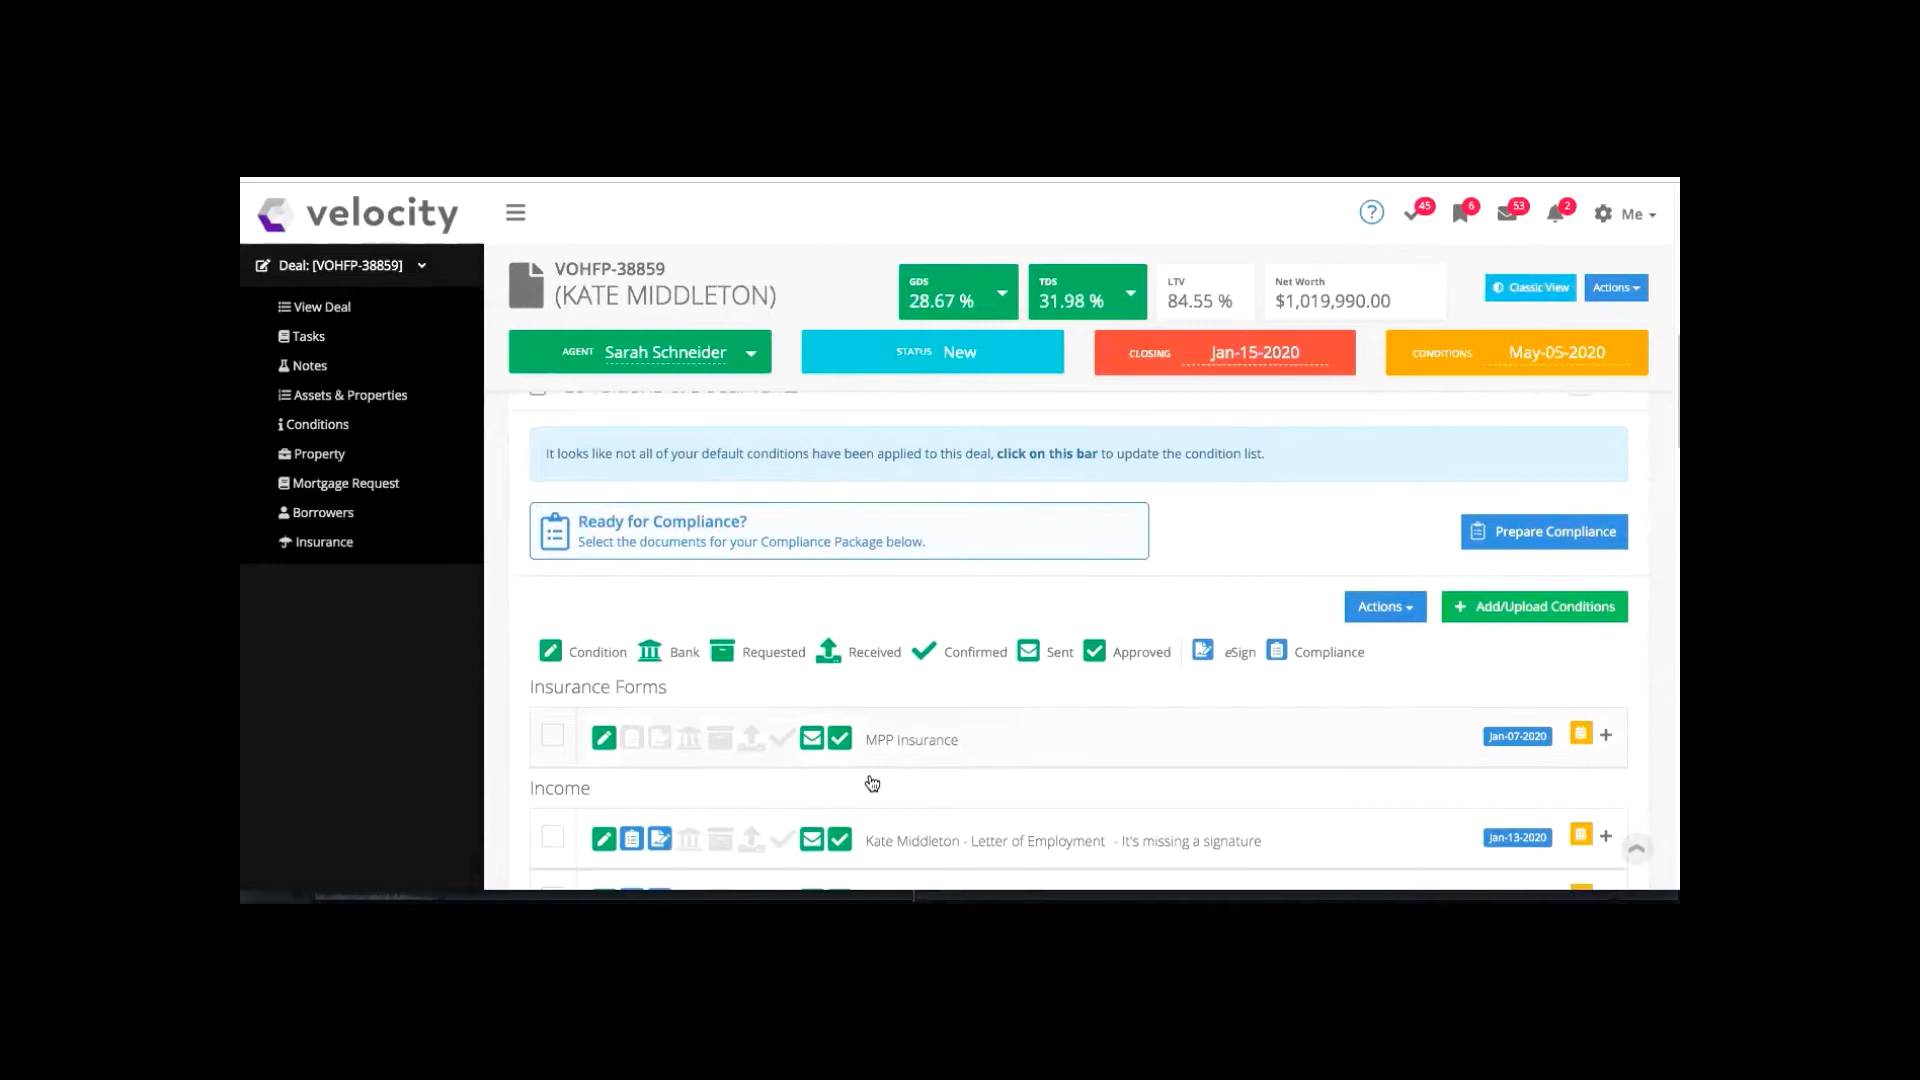 velocity
?
45
6
53
2
Me
Deal: [VOHFP-38859]
View Deal
Tasks
Notes
Assets & Properties
Conditions
Property
Mortgage Request
Borrowers
Insurance
VOHFP-38859
(KATE MIDDLETON)
GDS
28.67 %
TDS
31.98 %
LTV
84.55 %
Net Worth
$1,019,990.00
Classic View
Actions
AGENT Sarah Schneider
STATUS New
CLOSING Jan-15-2020
CONDITIONS May-05-2020
It looks like not all of your default conditions have been applied to this deal, click on this bar to update the condition list.
Ready for Compliance?
Select the documents for your Compliance Package below.
Prepare Compliance
Actions
+ Add/Upload Conditions
Condition Bank Requested Received Confirmed Sent Approved eSign Compliance
Insurance Forms
MPP Insurance
Jan-07-2020
Income
Kate Middleton - Letter of Employment - It's missing a signature
Jan-13-2020